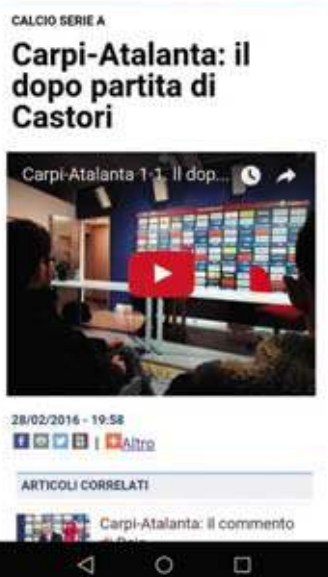 CALCIO SERIE A
Carpi-Atalanta: il
dopo partita di
Castori
Carpi-Atalanta 1-1. Il dop...
28/02/2016 - 19:58
| Altro
ARTICOLI CORRELATI
Carpi-Atalanta: il commento